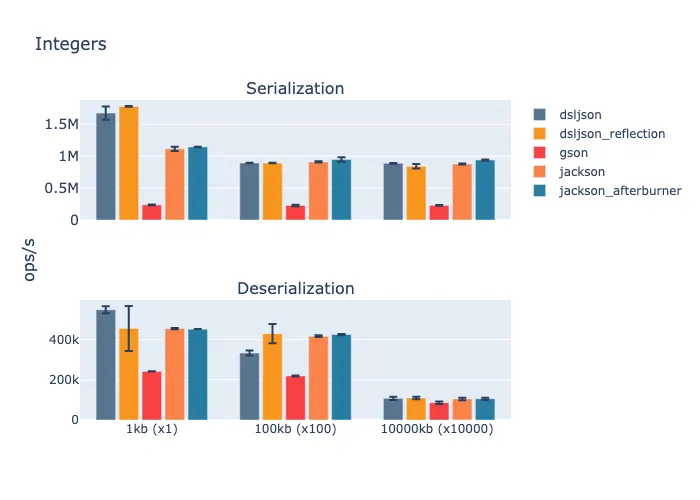 Integers
Serialization
1.5M
1M
0.5M
0
dsljson
dsljson_reflection
gson
jackson
jackson_afterburner
ops/s
Deserialization
400k
200k
0
1kb (x1)
100kb (x100)
10000kb (x10000)